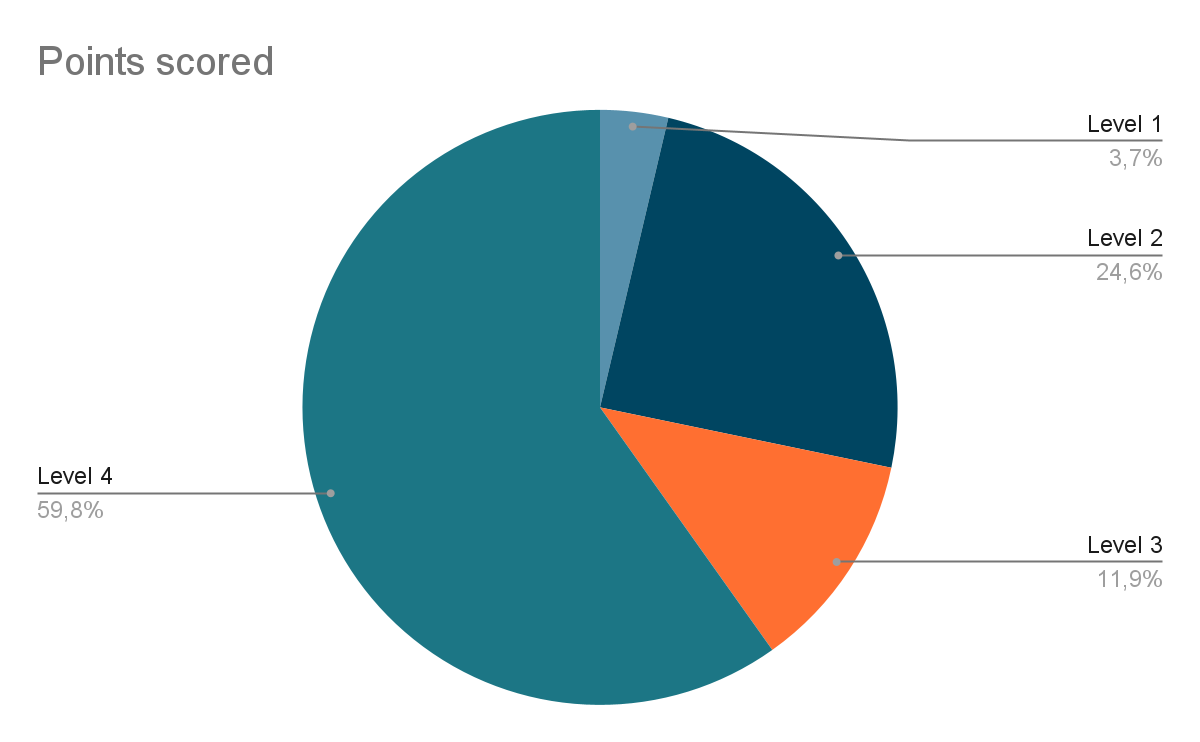 Points scored
Level 1
3,7%
Level 2
24,6%
Level 4
59,8%
Level 3
11,9%